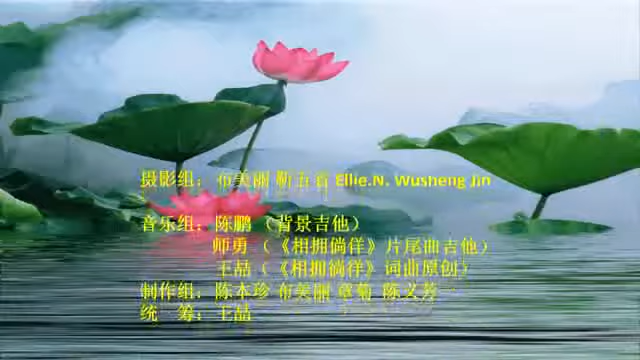 摄影组：布美丽 靳五省 Ellie.N. Wusheng Jin
音乐组：陈鹏（背景吉他）
师勇（《相拥徜徉》片尾曲吉他）
王喆（《相拥徜徉》词曲原创）
制作组：陈本珍 布美丽 章菊 陈义芳
统 筹：王喆